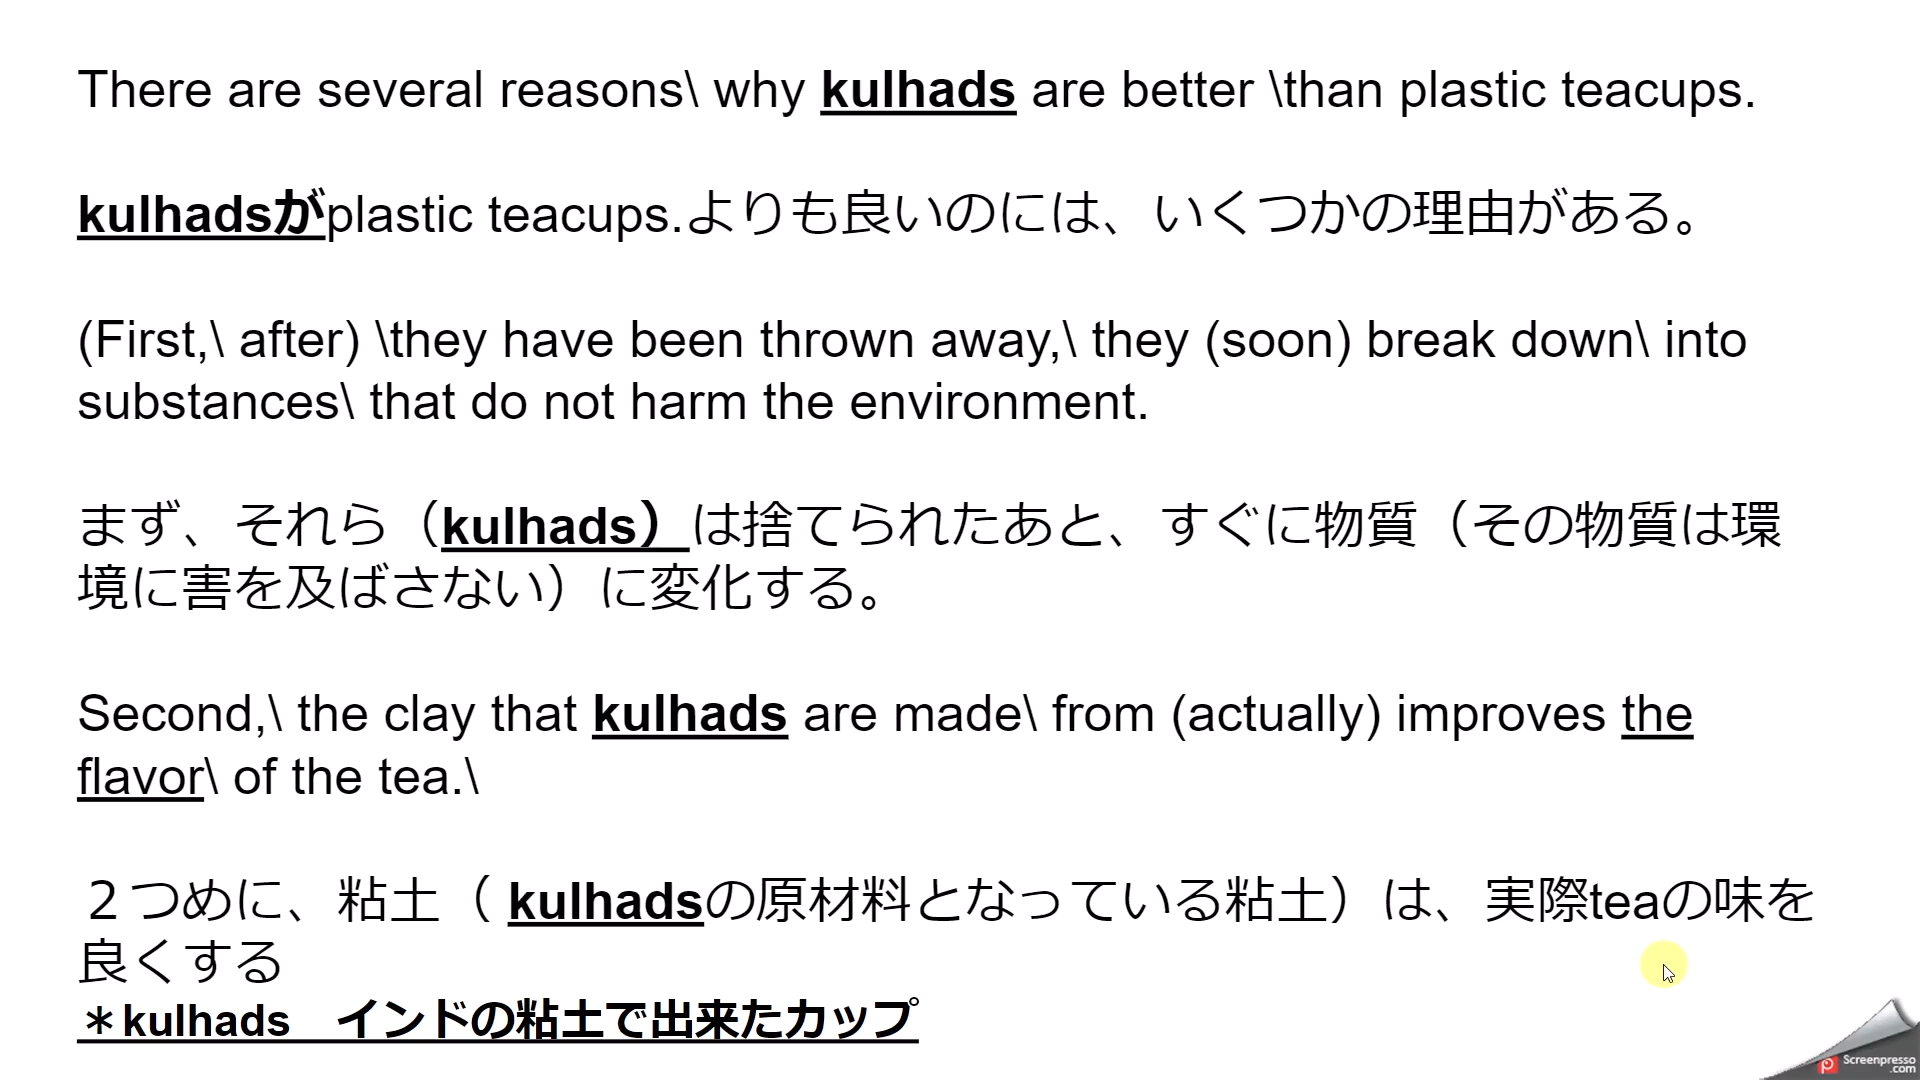 There are several reasons\ why kulhads are better \than plastic teacups.
kulhadsがplastic teacups.よりも良いのには、いくつかの理由がある。
(First,\ after) \they have been thrown away,\ they (soon) break down\ into
substances\ that do not harm the environment.
まず、それら（kulhads）は捨てられたあと、すぐに物質（その物質は環
境に害を及ばさない）に変化する。
Second,\ the clay that kulhads are made\ from (actually) improves the
flavor\ of the tea.\
２つめに、粘土（ kulhadsの原材料となっている粘土）は、実際teaの味を
良くする
＊kulhads　インドの粘土で出来たカップ
Screenpresso
.com